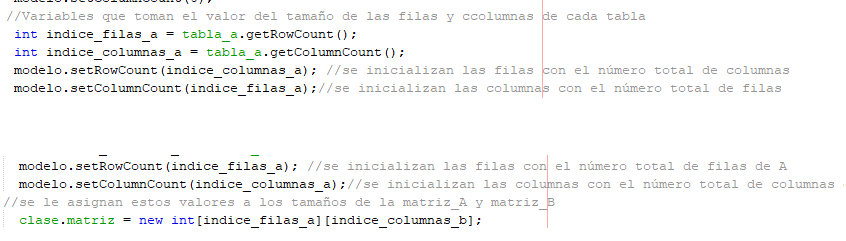 //Variables que toman el valor del tamaño de las filas y ccolumnas de cada tabla
int indice_filas_a = tabla_a.getRowCount();
int indice_columnas_a = tabla_a.getColumnCount();
modelo.setRowCount(indice_columnas_a); //se inicializan las filas con el número total de columnas
modelo.setColumnCount(indice_filas_a);//se inicializan las columnas con el número total de filas
modelo.setRowCount(indice_filas_a); //se inicializan las filas con el número total de filas de A
modelo.setColumnCount(indice_columnas_a);//se inicializan las columnas con el número total de columnas
//se le asignan estos valores a los tamaños de la matriz_A y matriz_B
clase.matriz = new int[indice_filas_a][indice_columnas_b];